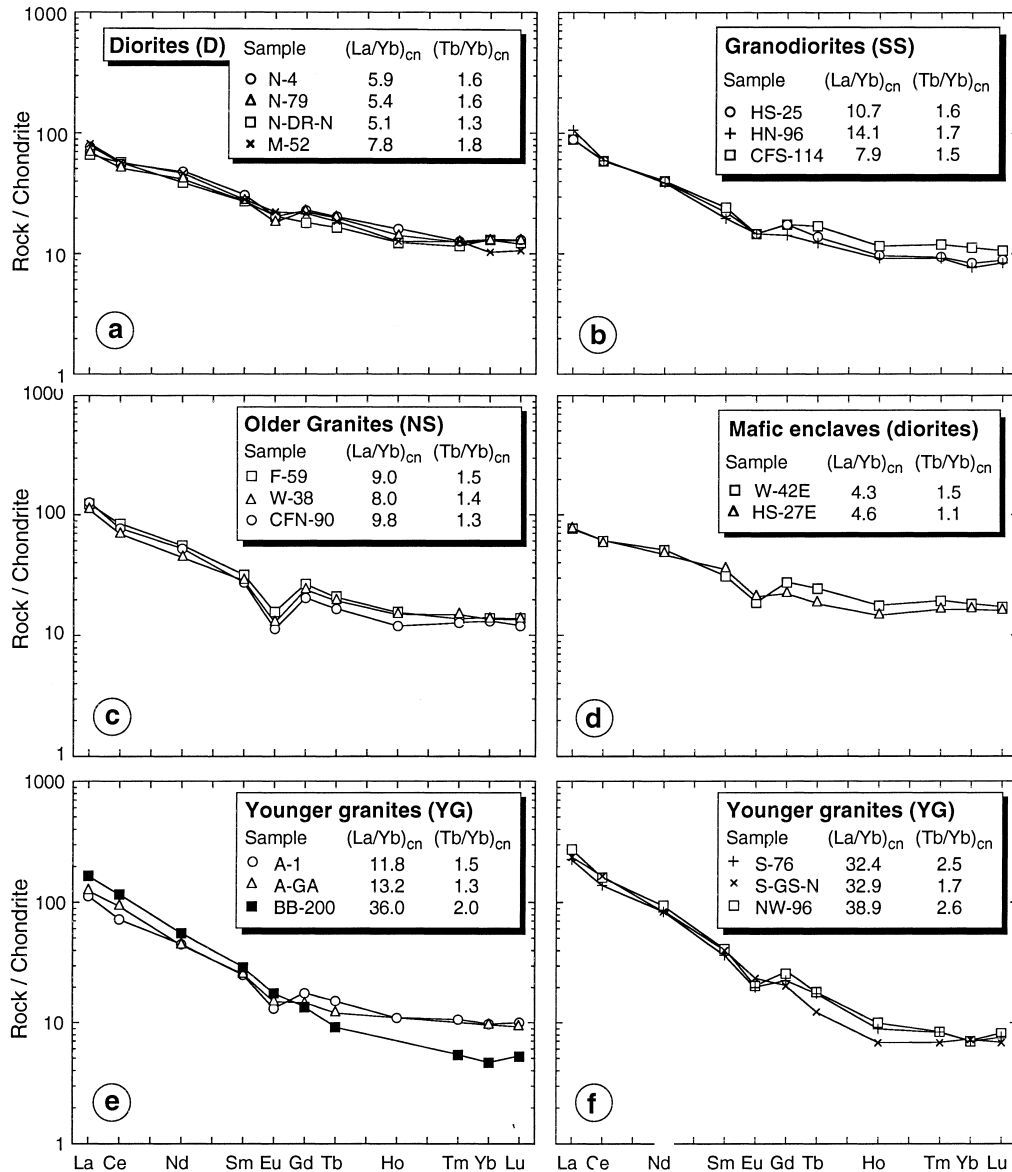 1000
100
10
1
Rock / Chondrite
Diorites (D)
Sample (La/Yb)cn (Tb/Yb)cn
N-4 5.9 1.6
N-79 5.4 1.6
N-DR-N 5.1 1.3
M-52 7.8 1.8
a
Granodiorites (SS)
Sample (La/Yb)cn (Tb/Yb)cn
HS-25 10.7 1.6
HN-96 14.1 1.7
CFS-114 7.9 1.5
b
1000
100
10
1
Rock / Chondrite
Older Granites (NS)
Sample (La/Yb)cn (Tb/Yb)cn
F-59 9.0 1.5
W-38 8.0 1.4
CFN-90 9.8 1.3
c
Mafic enclaves (diorites)
Sample (La/Yb)cn (Tb/Yb)cn
W-42E 4.3 1.5
HS-27E 4.6 1.1
d
1000
100
10
1
Rock / Chondrite
Younger granites (YG)
Sample (La/Yb)cn (Tb/Yb)cn
A-1 11.8 1.5
A-GA 13.2 1.3
BB-200 36.0 2.0
e
La Ce Nd Sm Eu Gd Tb Ho Tm Yb Lu
Younger granites (YG)
Sample (La/Yb)cn (Tb/Yb)cn
S-76 32.4 2.5
S-GS-N 32.9 1.7
NW-96 38.9 2.6
f
La Ce Nd Sm Eu Gd Tb Ho Tm Yb Lu